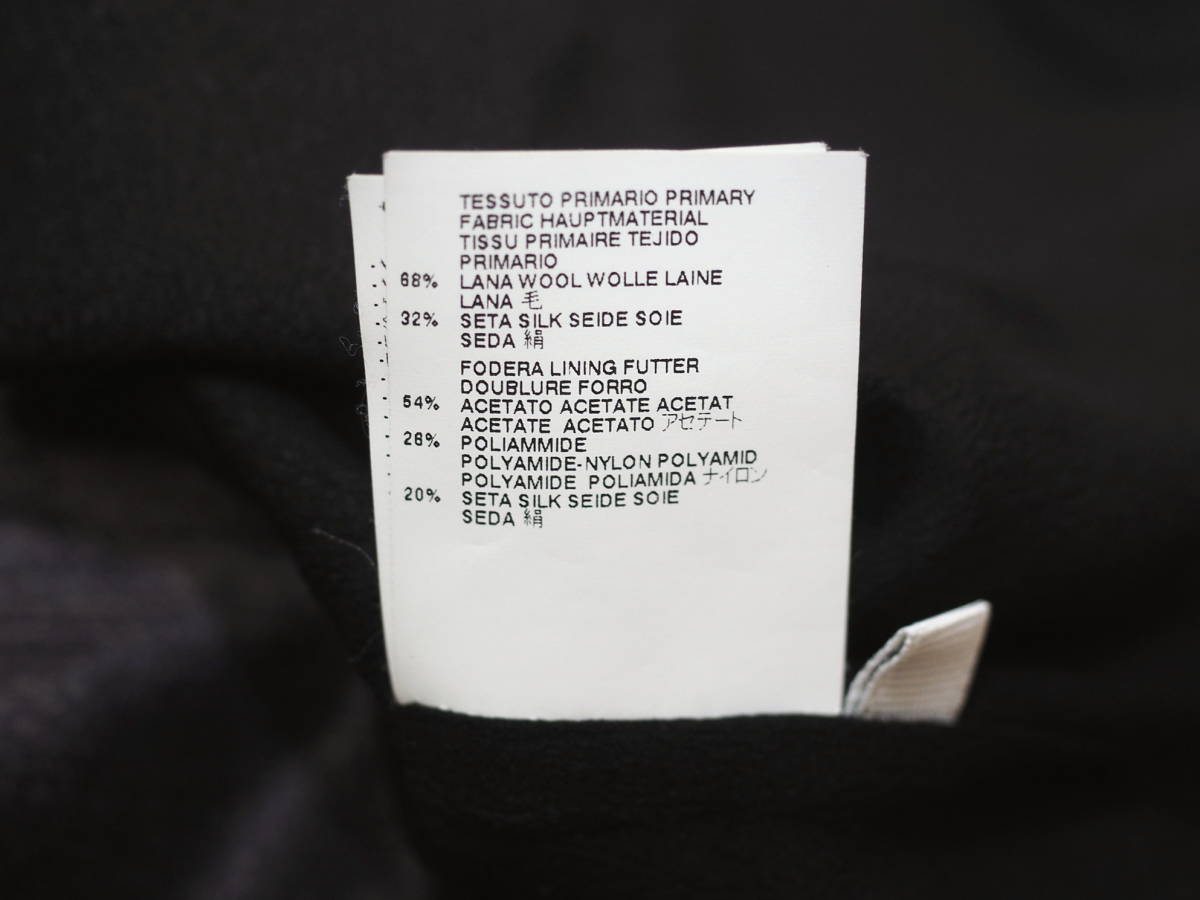 TESSUTO PRIMARIO PRIMARY
FABRIC HAUPTMATERIAL
TISSU PRIMAIRE TEJIDO
PRIMARIO
68% LANA WOOL WOLLE LAINE
LANA 毛
32% SETA SILK SEIDE SOIE
SEDA 絹
FODERA LINING FUTTER
DOUBLURE FORRO
54% ACETATO ACETATE ACETAT
ACETATE ACETATO アセテート
26% POLIAMMIDE
POLYAMIDE-NYLON POLYAMID
POLYAMIDE POLIAMIDA ナイロン
20% SETA SILK SEIDE SOIE
SEDA 絹